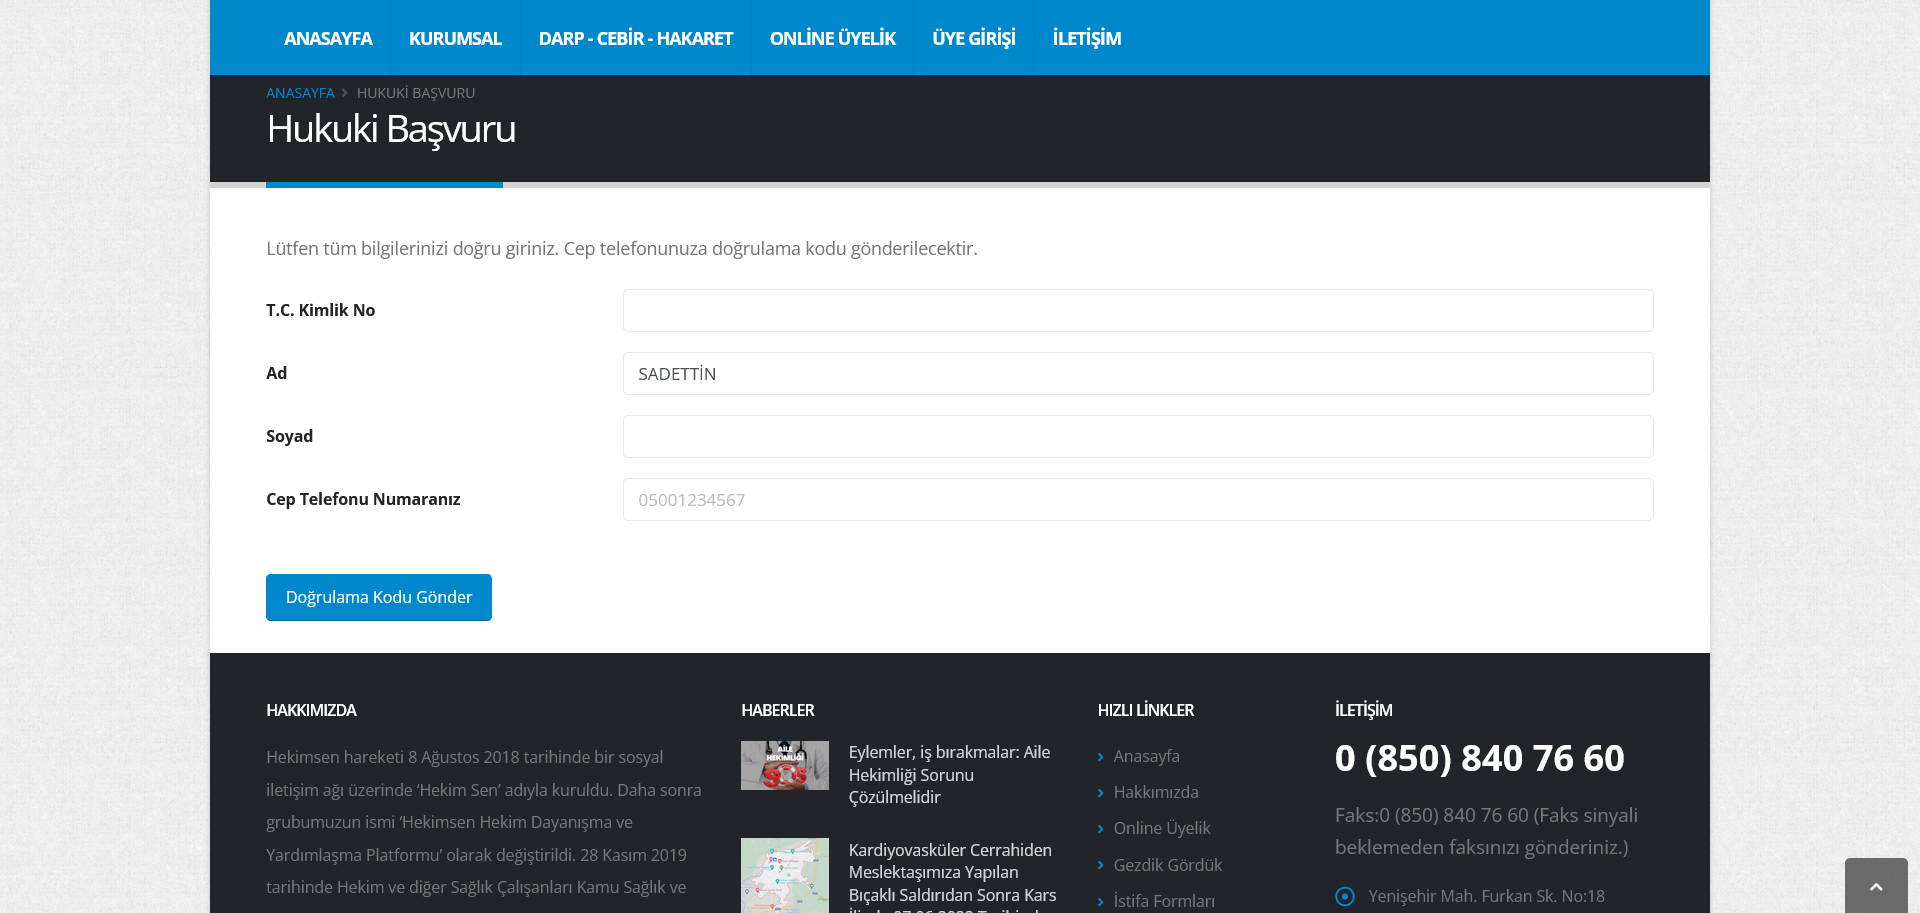 ANASAYFA KURUMSAL DARP - CEBİR - HAKARET ONLİNE ÜYELİK ÜYE GİRİŞİ İLETİŞİM
ANASAYFA HUKUKİ BAŞVURU
Hukuki Başvuru
Lütfen tüm bilgilerinizi doğru giriniz. Cep telefonunuza doğrulama kodu gönderilecektir.
T.C. Kimlik No
Ad SADETTİN
Soyad
Cep Telefonu Numaranız 05001234567
Doğrulama Kodu Gönder
HAKKIMIZDA
Hekimsen hareketi 8 Ağustos 2018 tarihinde bir sosyal
iletişim ağı üzerinde ‘Hekim Sen’ adıyla kuruldu. Daha sonra
grubumuzun ismi ‘Hekimsen Hekim Dayanışma ve
Yardımlaşma Platformu’ olarak değiştirildi. 28 Kasım 2019
tarihinde Hekim ve diğer Sağlık Çalışanları Kamu Sağlık ve
HABERLER
AİLE
HEKİMLİĞİ
SOS
Eylemler, iş bırakmalar: Aile
Hekimliği Sorunu
Çözülmelidir
Kardiyovasküler Cerrahiden
Meslektaşımıza Yapılan
Bıçaklı Saldırıdan Sonra Kars
HIZLI LİNKLER
Anasayfa
Hakkımızda
Online Üyelik
Gezdik Gördük
İstifa Formları
İLETİŞİM
0 (850) 840 76 60
Faks:0 (850) 840 76 60 (Faks sinyali
beklemeden faksınızı gönderiniz.)
Yenişehir Mah. Furkan Sk. No:18